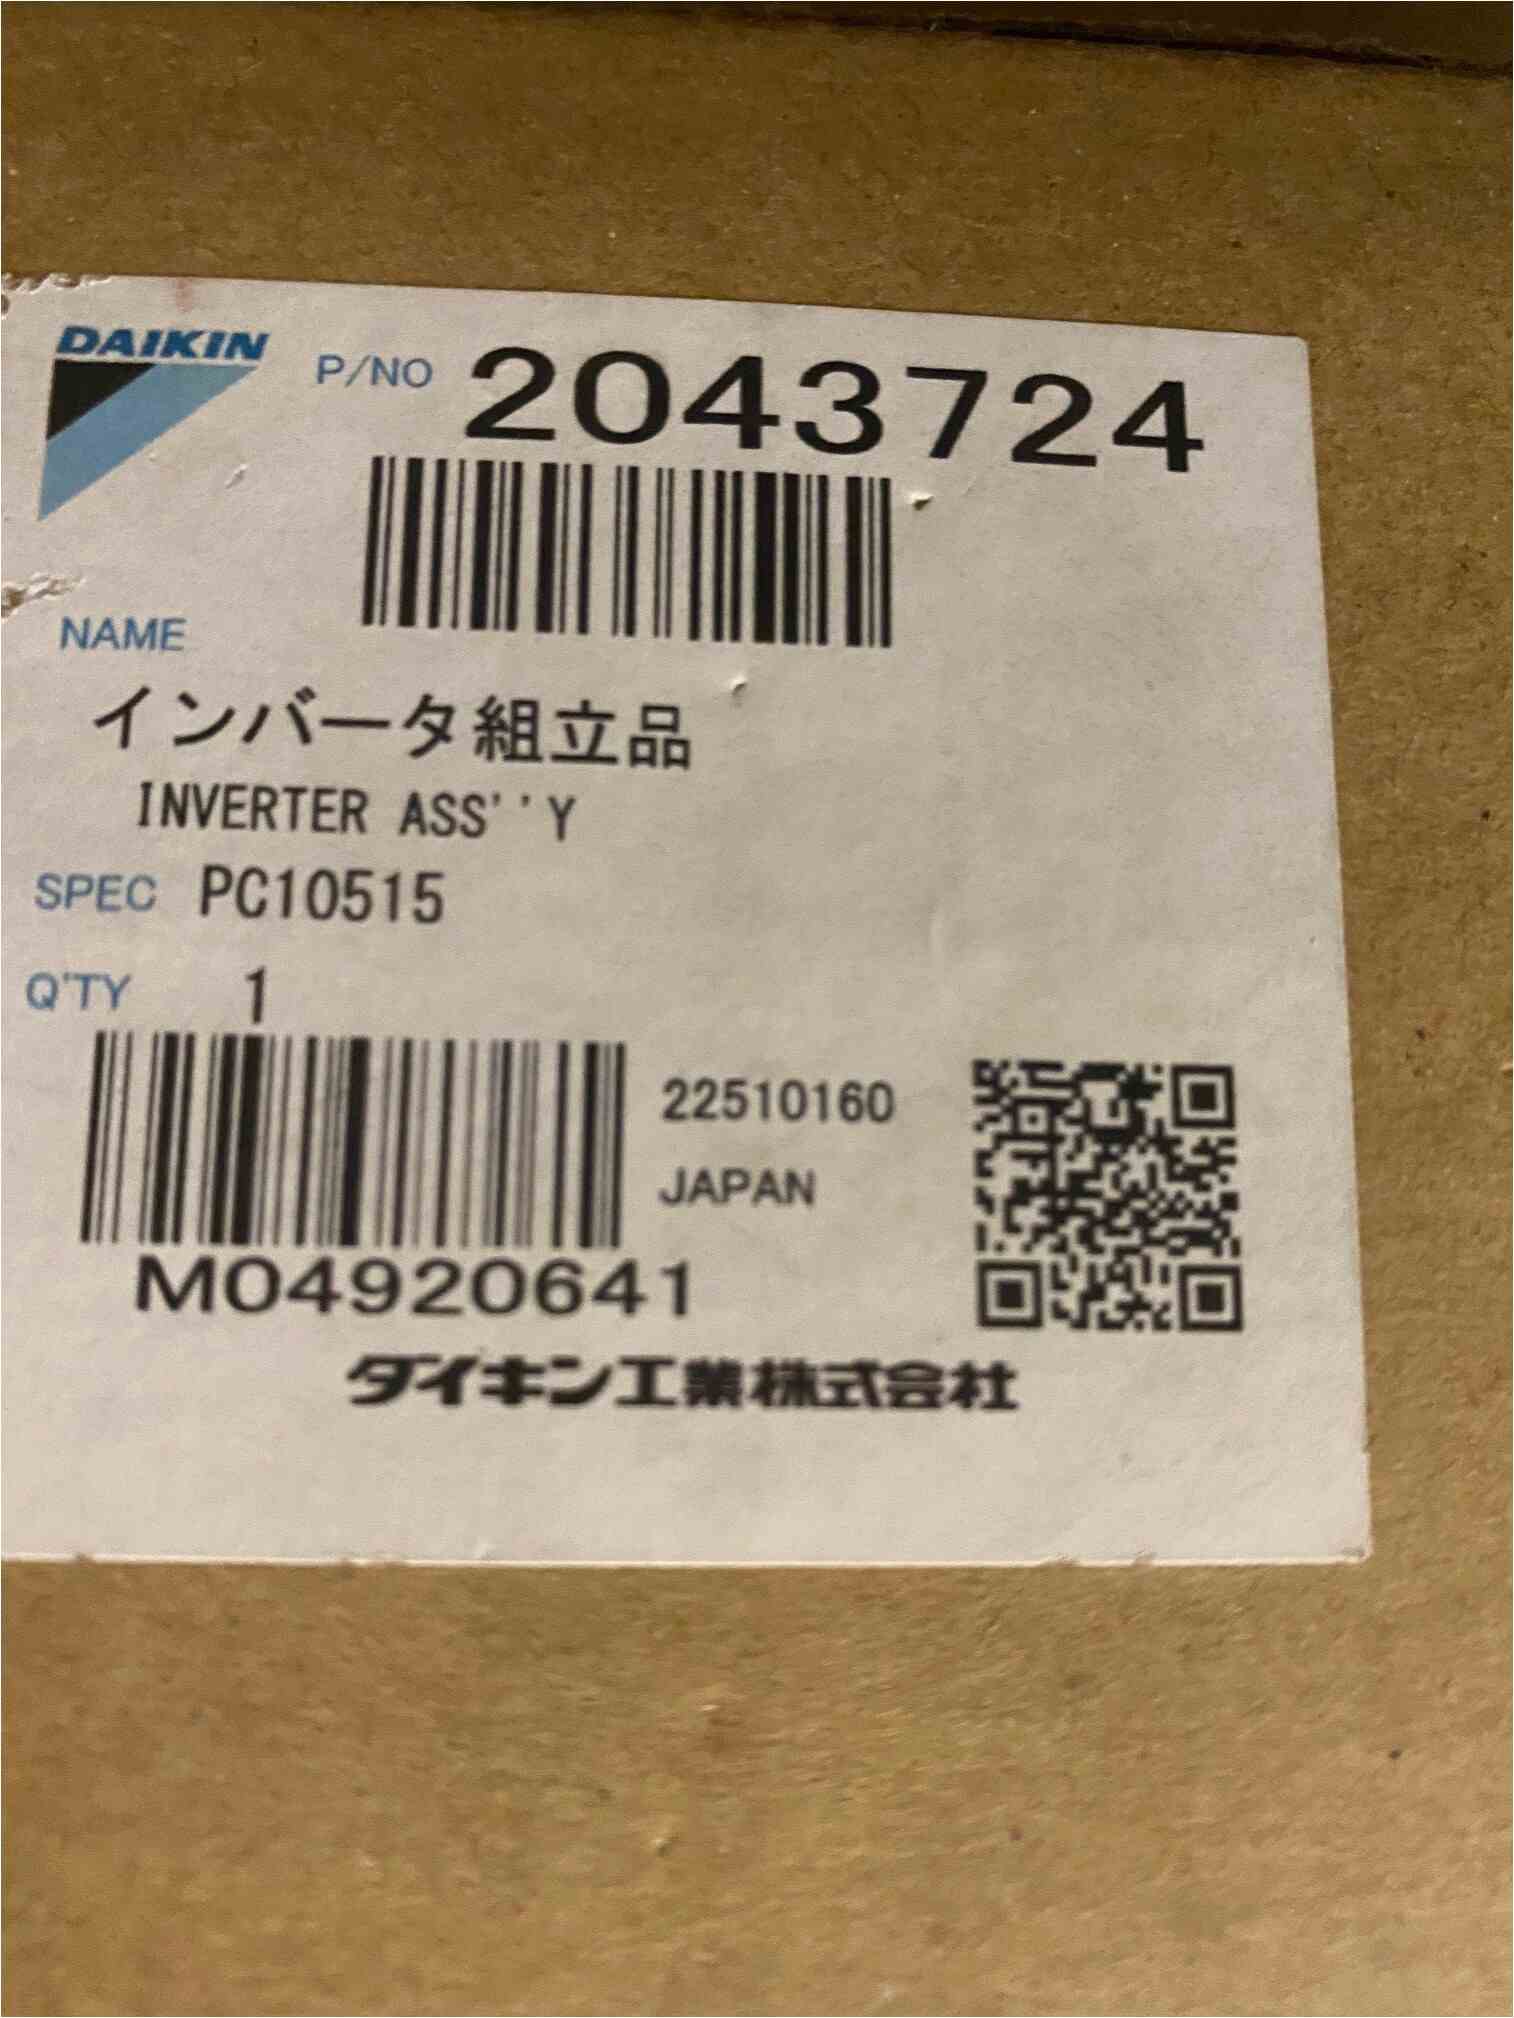 DAIKIN
P/NO 2043724
NAME
インバータ組立品
INVERTER ASS''Y
SPEC PC10515
Q'TY 1
22510160
JAPAN
M04920641
ダイキン工業株式会社